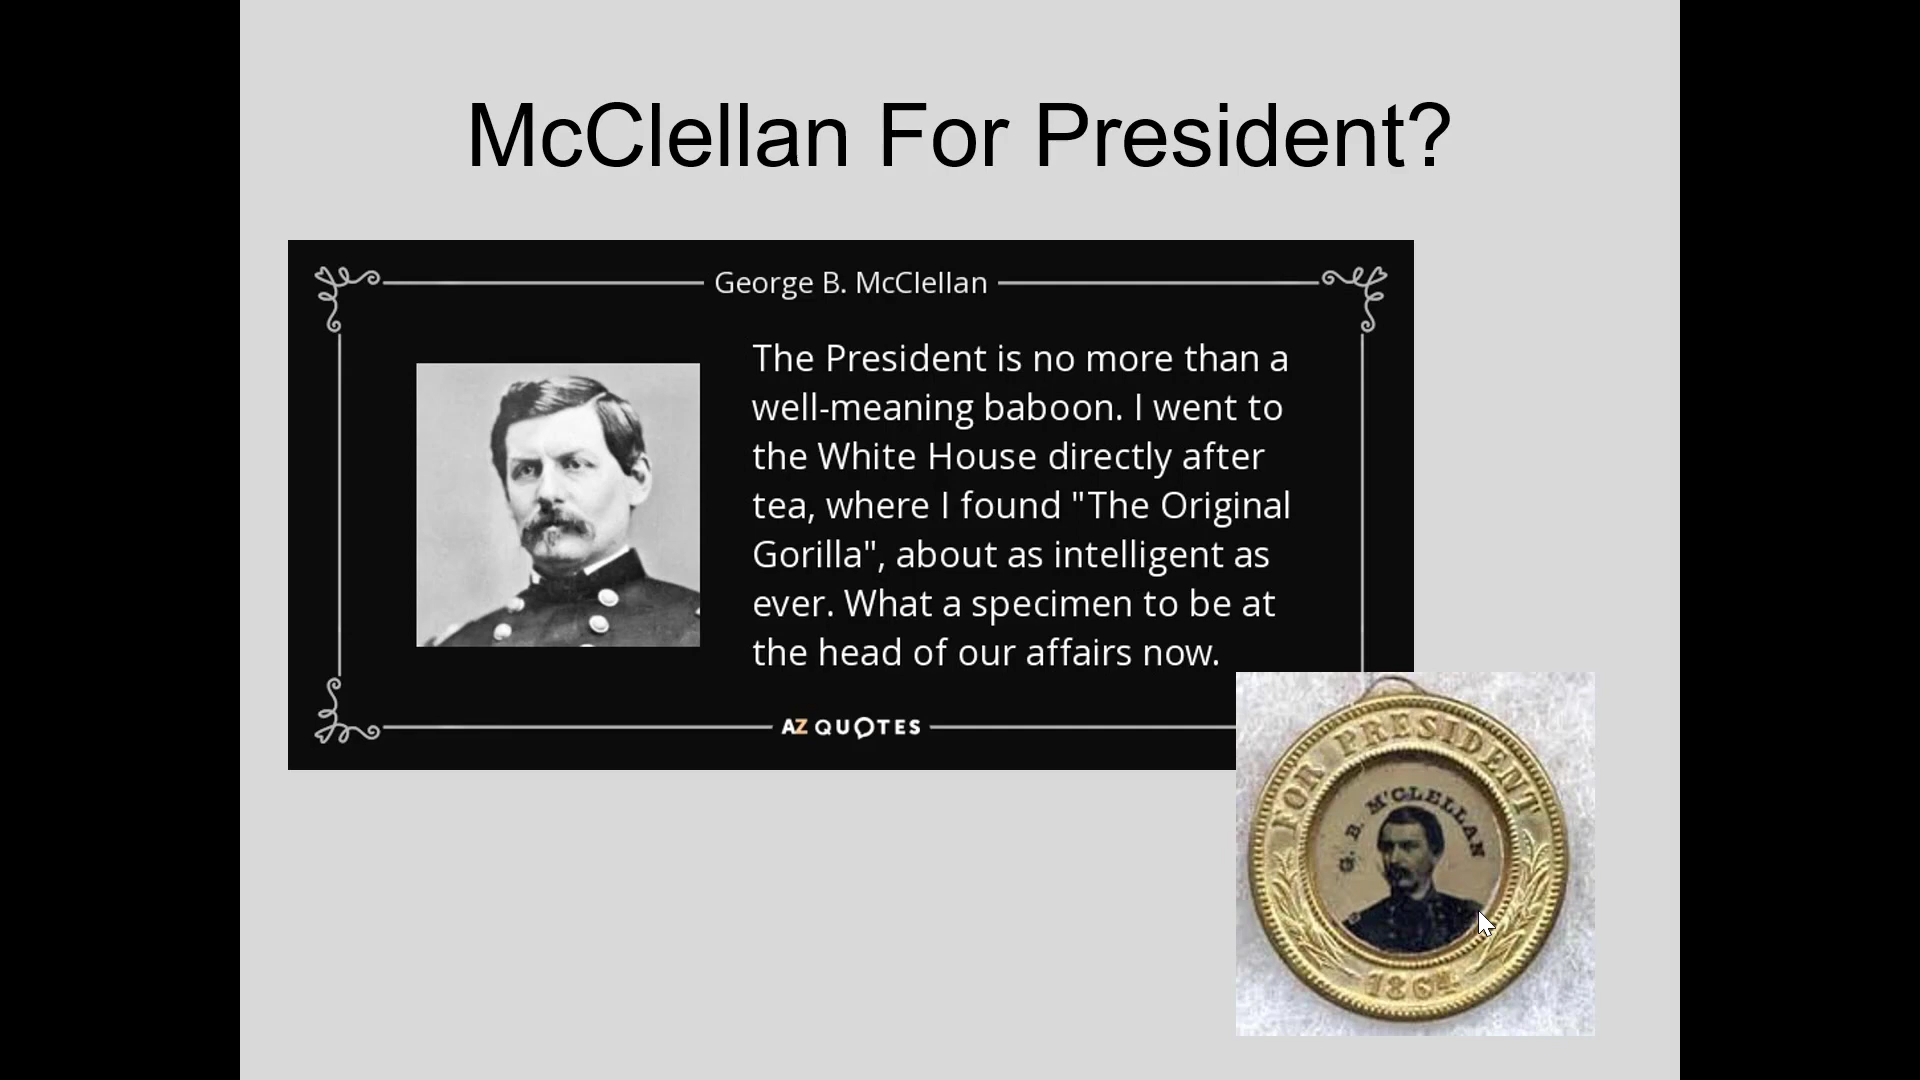 McClellan For President?
George B. McClellan
The President is no more than a
well-meaning baboon. I went to
the White House directly after
tea, where I found "The Original
Gorilla", about as intelligent as
ever. What a specimen to be at
the head of our affairs now.
AZ QUOTES
FOR PRESIDENT
G. B. M'CLELLAN
1864